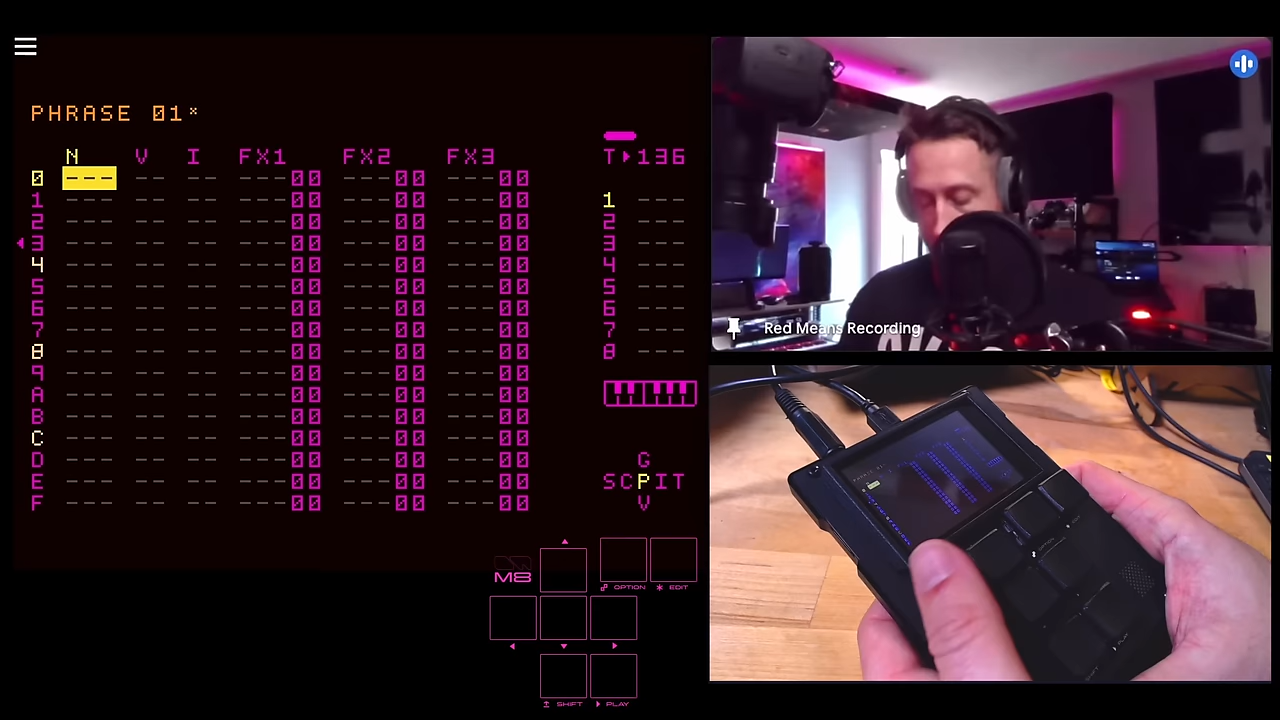 PHRASE 01*
N V I FX1 FX2 FX3 T▸136
0 --- -- -- ---00 ---00 ---00
1 --- -- -- ---00 ---00 ---00 1 ---
2 --- -- -- ---00 ---00 ---00 2 ---
3 --- -- -- ---00 ---00 ---00 3 ---
4 --- -- -- ---00 ---00 ---00 4 ---
5 --- -- -- ---00 ---00 ---00 5 ---
6 --- -- -- ---00 ---00 ---00 6 ---
7 --- -- -- ---00 ---00 ---00 7 ---
8 --- -- -- ---00 ---00 ---00 8 ---
9 --- -- -- ---00 ---00 ---00
A --- -- -- ---00 ---00 ---00
B --- -- -- ---00 ---00 ---00
C --- -- -- ---00 ---00 ---00
D --- -- -- ---00 ---00 ---00 G
E --- -- -- ---00 ---00 ---00 SCPIT
F --- -- -- ---00 ---00 ---00 V
M8
OPTION EDIT
SHIFT PLAY
Red Means Recording